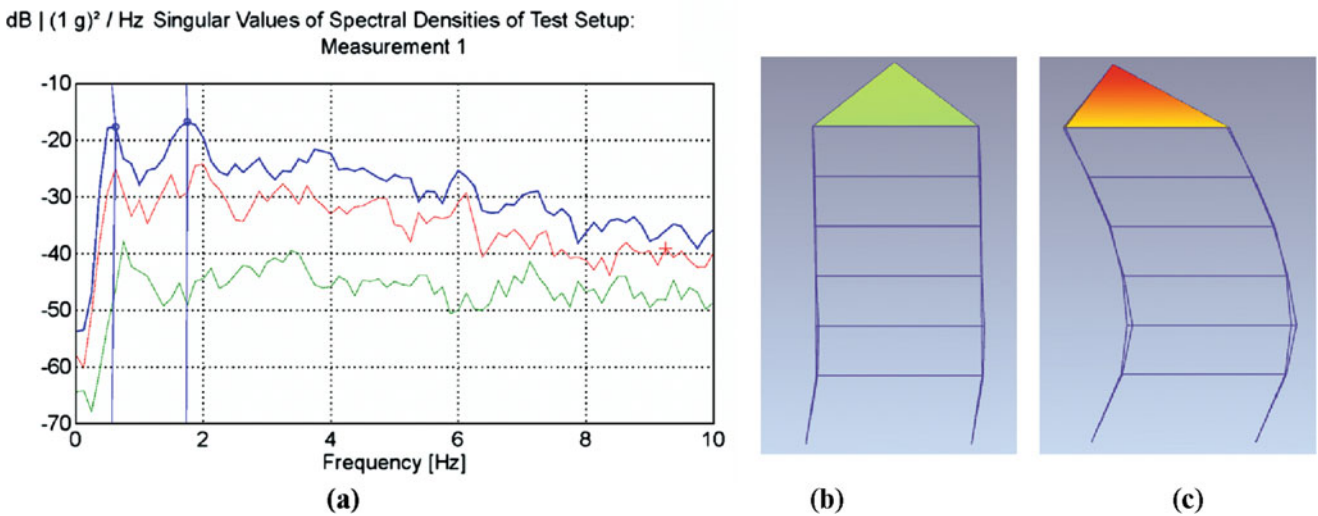 dB | (1 g)² / Hz Singular Values of Spectral Densities of Test Setup:
Measurement 1
-10
-20
-30
-40
-50
-60
-70
0 2 4 6 8 10
Frequency [Hz]
(a) (b) (c)